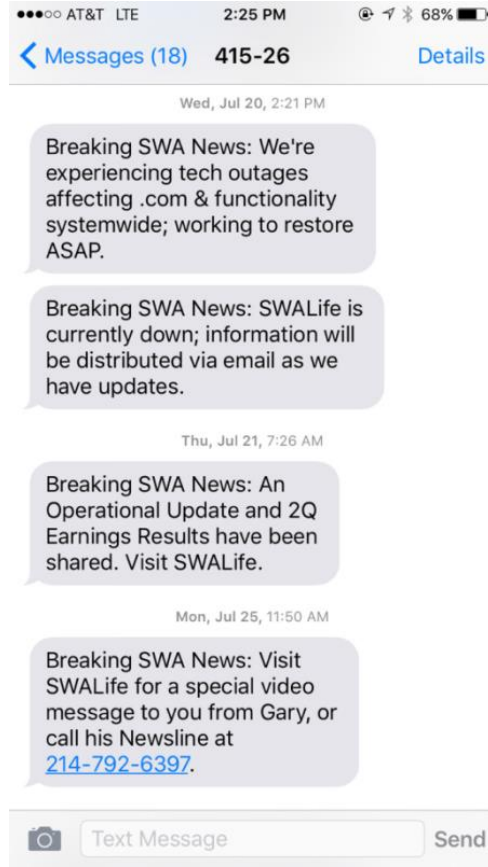 AT&T LTE 2:25 PM 68%
Messages (18) 415-26 Details
Wed, Jul 20, 2:21 PM
Breaking SWA News: We're
experiencing tech outages
affecting .com & functionality
systemwide; working to restore
ASAP.
Breaking SWA News: SWALife is
currently down; information will
be distributed via email as we
have updates.
Thu, Jul 21, 7:26 AM
Breaking SWA News: An
Operational Update and 2Q
Earnings Results have been
shared. Visit SWALife.
Mon, Jul 25, 11:50 AM
Breaking SWA News: Visit
SWALife for a special video
message to you from Gary, or
call his Newsline at
214-792-6397.
Text Message Send